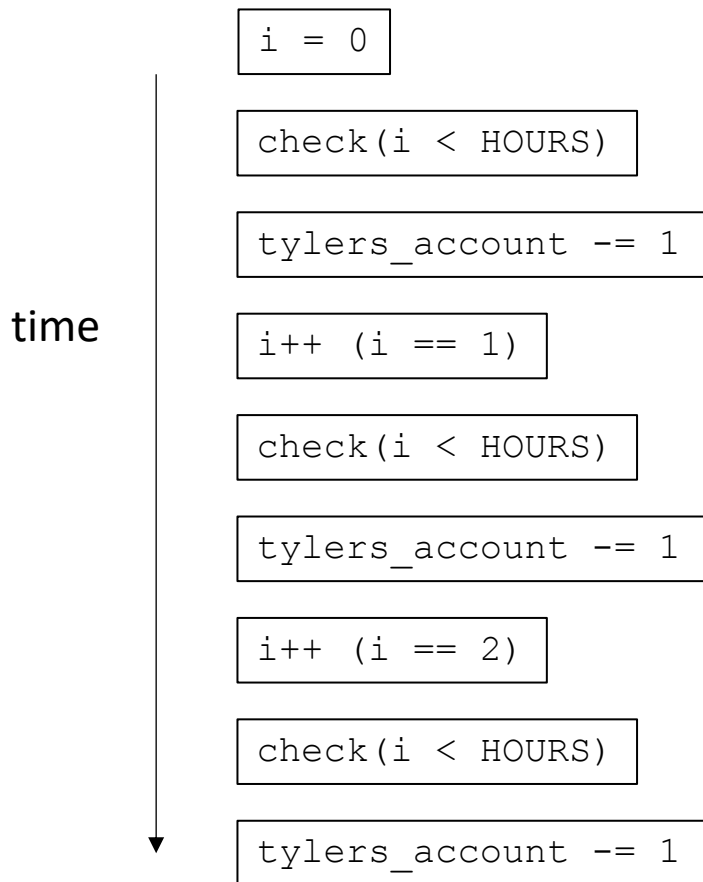 i = 0
check(i < HOURS)
tylers_account -= 1
time
i++ (i == 1)
check(i < HOURS)
tylers_account -= 1
i++ (i == 2)
check(i < HOURS)
tylers_account -= 1